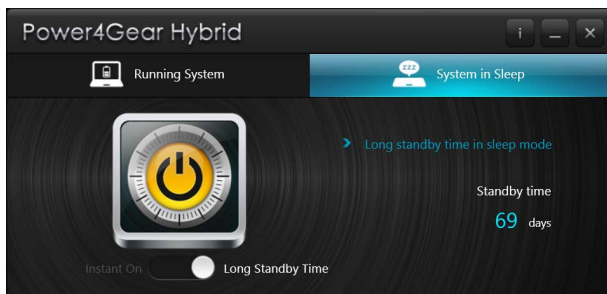 Power4Gear Hybrid
Running System
zzz
System in Sleep
Long standby time in sleep mode
Standby time
69 days
Instant On
Long Standby Time